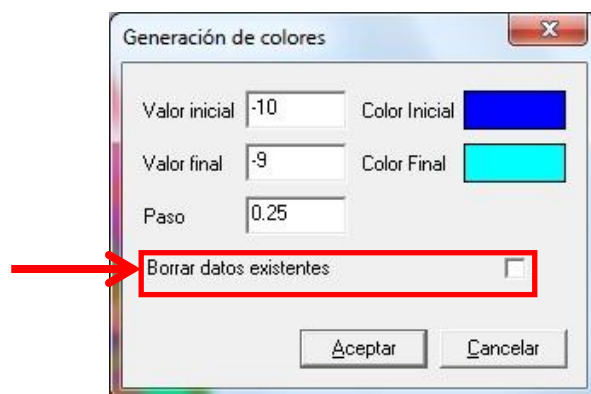 Generación de colores
Valor inicial -10 Color Inicial
Valor final -9 Color Final
Paso 0.25
Borrar datos existentes
Aceptar Cancelar